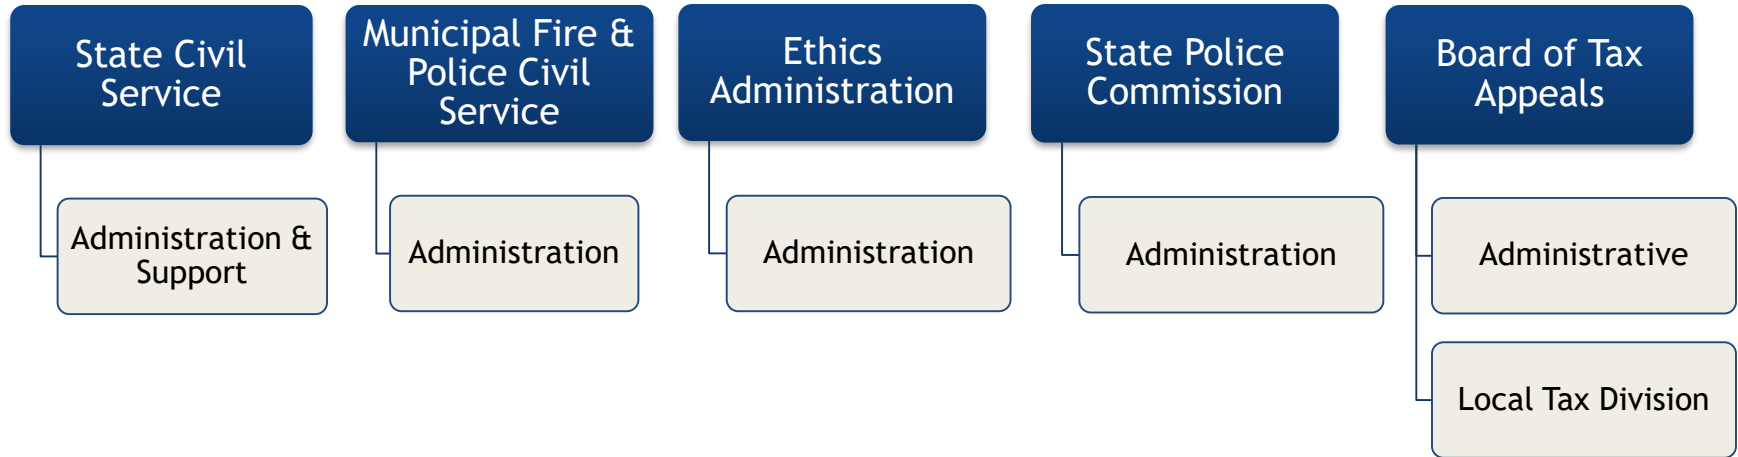 State Civil
Service
Municipal Fire &
Police Civil
Service
Ethics
Administration
State Police
Commission
Board of Tax
Appeals
Administration &
Support
Administration
Administration
Administration
Administrative
Local Tax Division